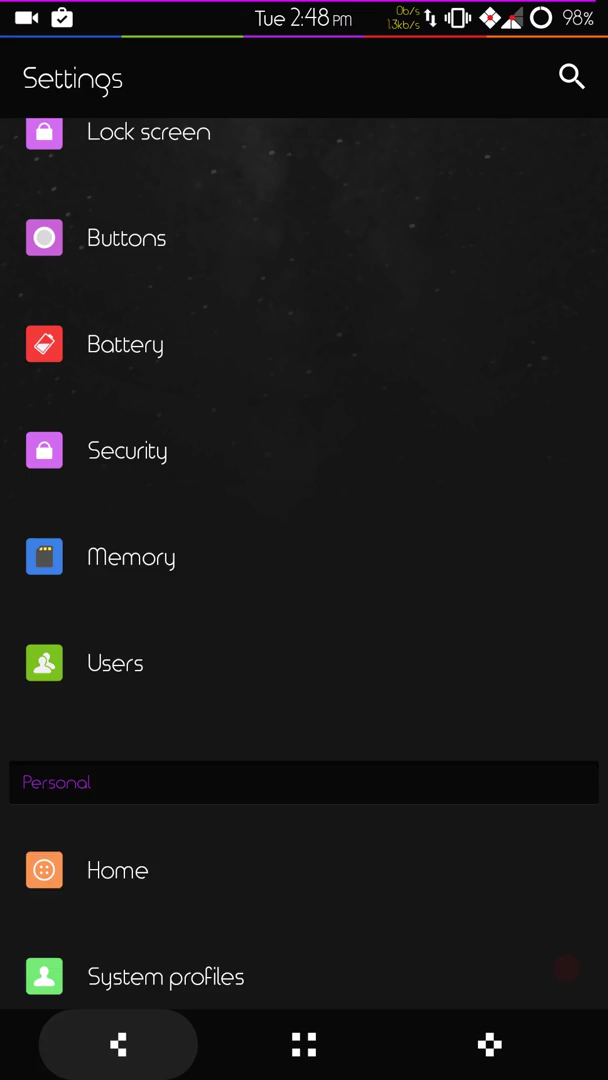 Tue 2:48 PM
0b/s
1.3kb/s
98%
Settings
Lock screen
Buttons
Battery
Security
Memory
Users
Personal
Home
System profiles